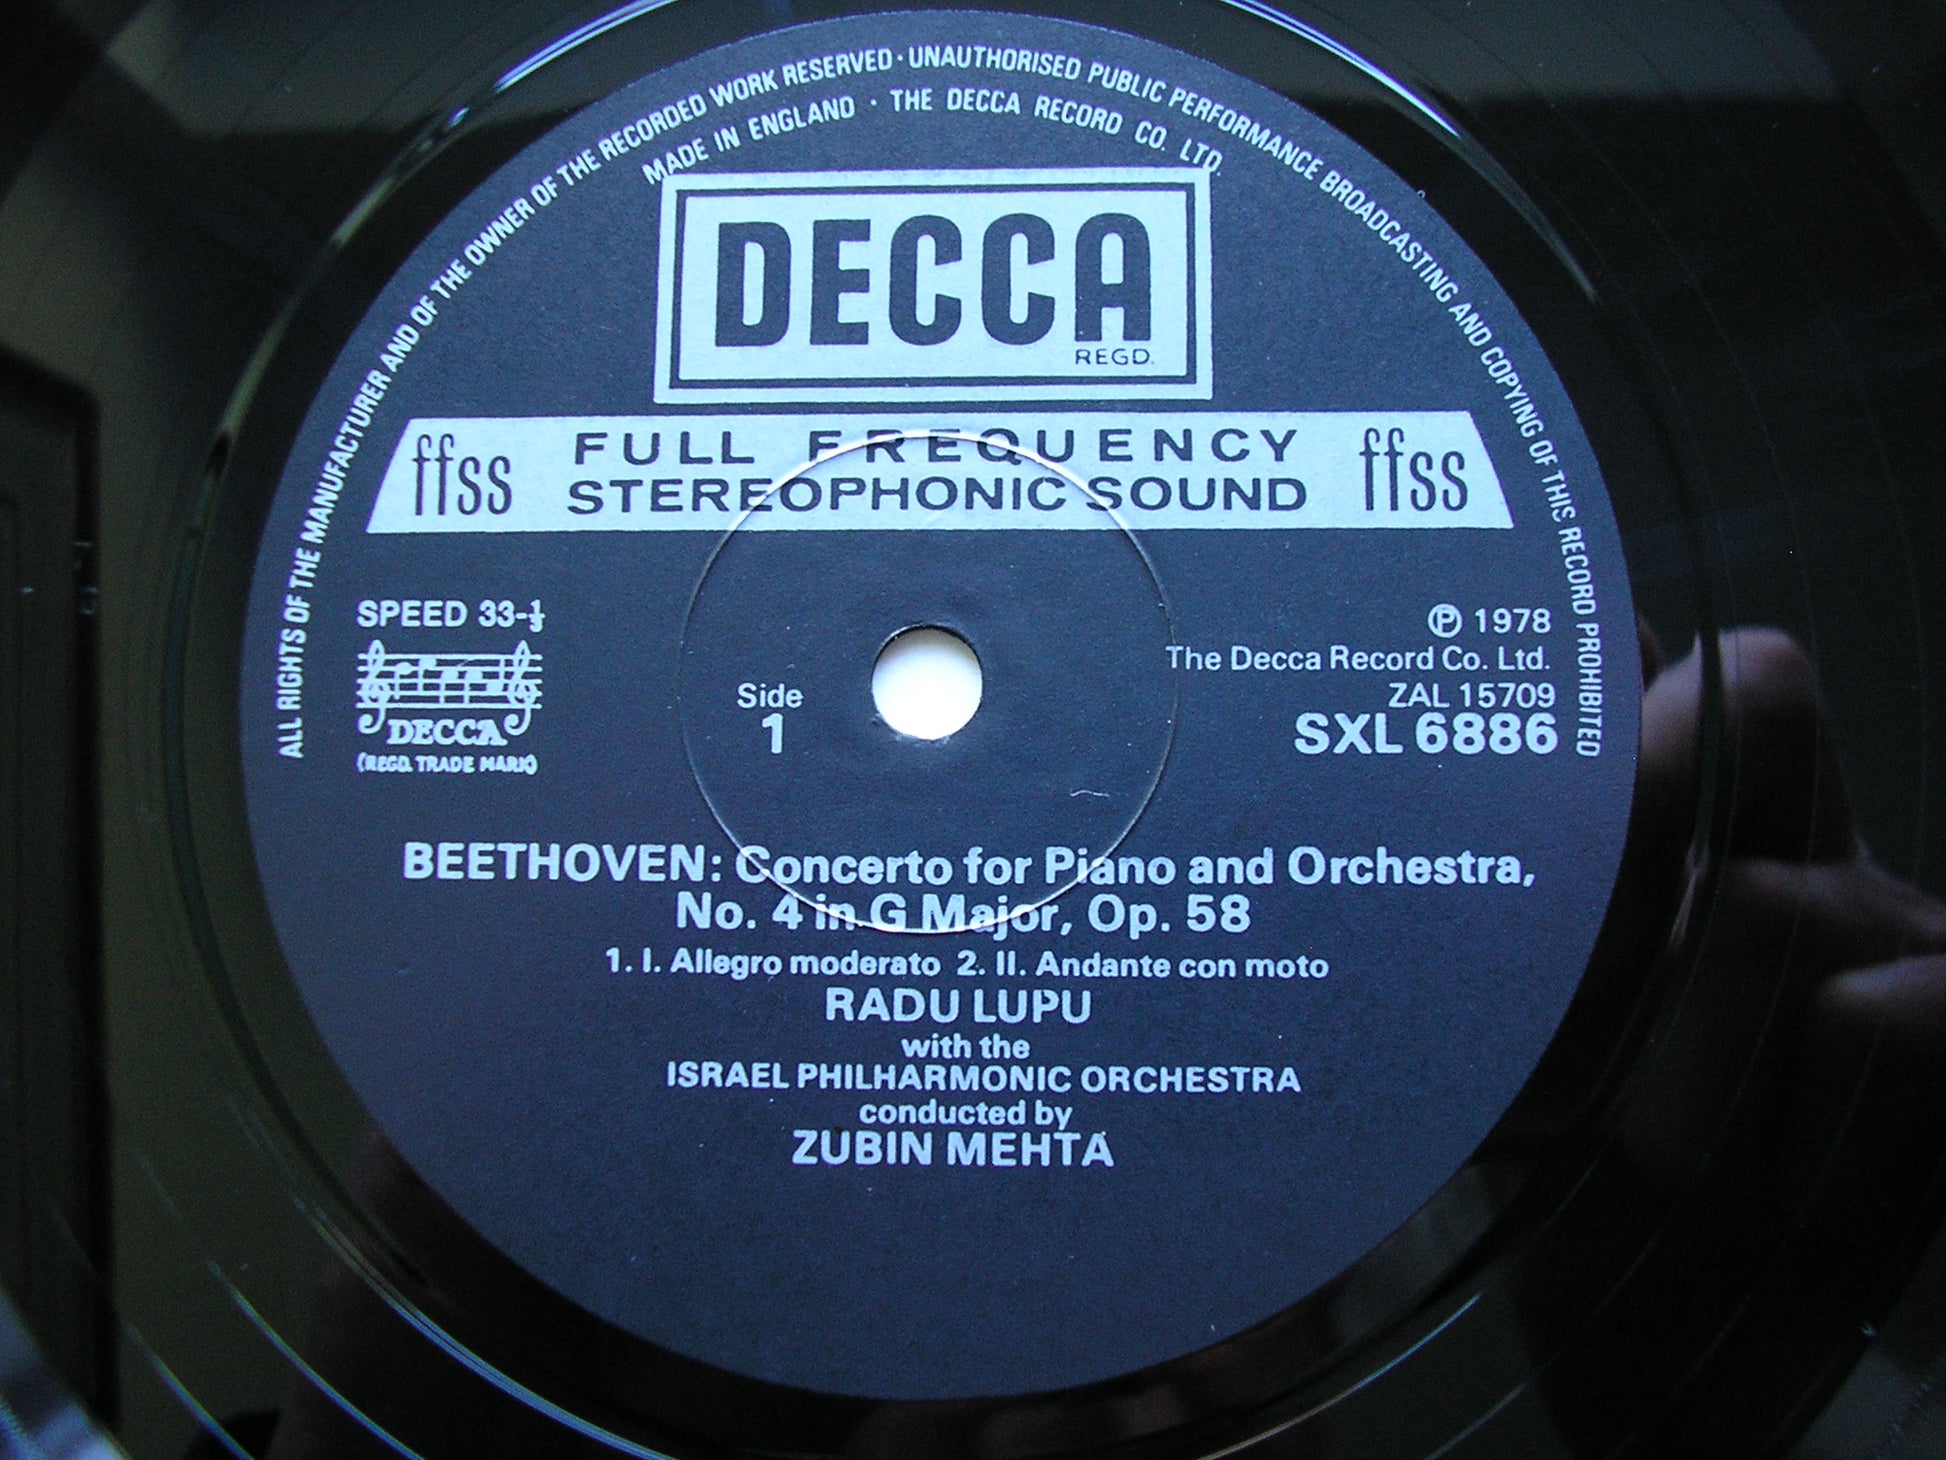 ALL RIGHTS OF THE MANUFACTURER AND OF THE OWNER OF THE RECORDED WORK RESERVED · UNAUTHORISED PUBLIC PERFORMANCE BROADCASTING AND COPYING OF THIS RECORD PROHIBITED
MADE IN ENGLAND · THE DECCA RECORD CO. LTD.
DECCA
REGD.
ffss FULL FREQUENCY STEREOPHONIC SOUND ffss
SPEED 33-⅓
DECCA
(REGD. TRADE MARK)
Side
1
Ⓟ 1978
The Decca Record Co. Ltd.
ZAL 15709
SXL 6886
BEETHOVEN: Concerto for Piano and Orchestra,
No. 4 in G Major, Op. 58
1. I. Allegro moderato 2. II. Andante con moto
RADU LUPU
with the
ISRAEL PHILHARMONIC ORCHESTRA
conducted by
ZUBIN MEHTA